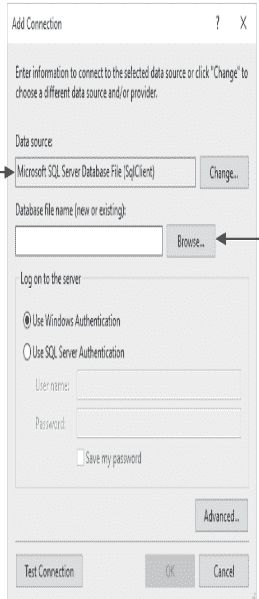 Add Connection ? X
Enter information to connect to the selected data source or click "Change" to
choose a different data source and/or provider.
Data source:
Microsoft SQL Server Database File (SqlClient) Change...
Database file name (new or existing):
Browse...
Log on to the server
Use Windows Authentication
Use SQL Server Authentication
User name:
Password:
Save my password
Advanced...
Test Connection OK Cancel